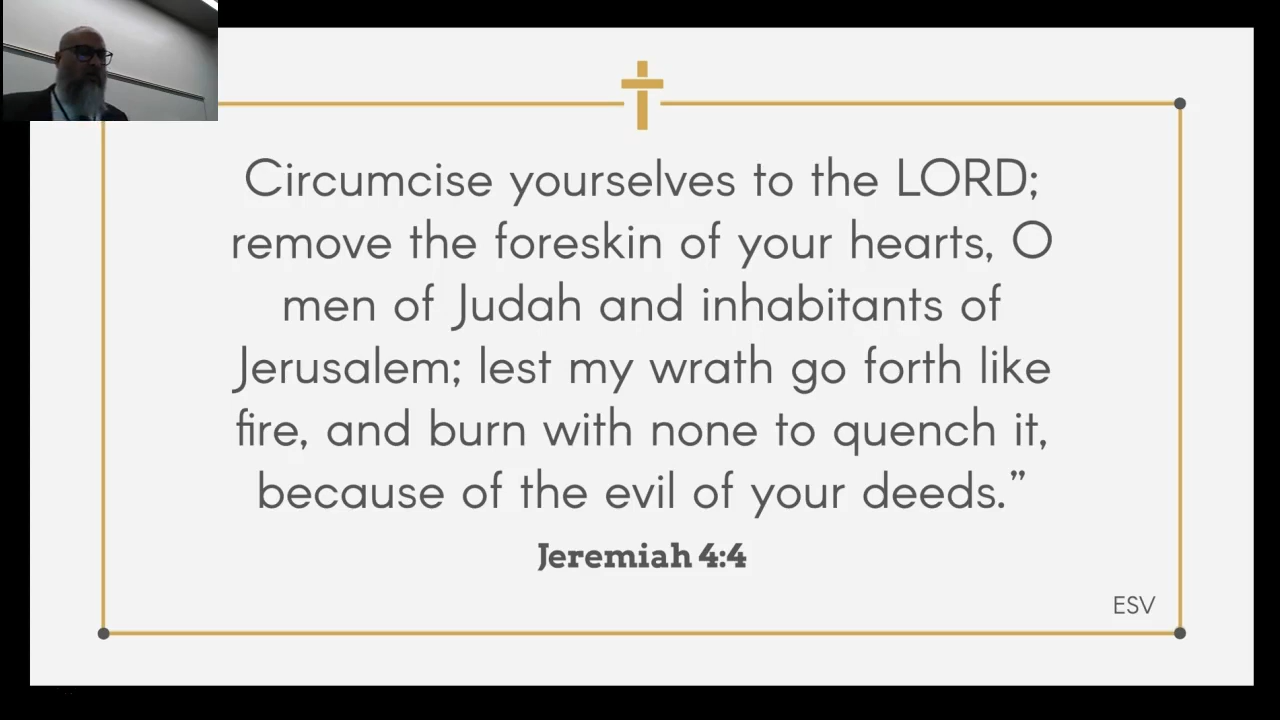 Circumcise yourselves to the LORD;
remove the foreskin of your hearts, O
men of Judah and inhabitants of
Jerusalem; lest my wrath go forth like
fire, and burn with none to quench it,
because of the evil of your deeds.”
Jeremiah 4:4
ESV